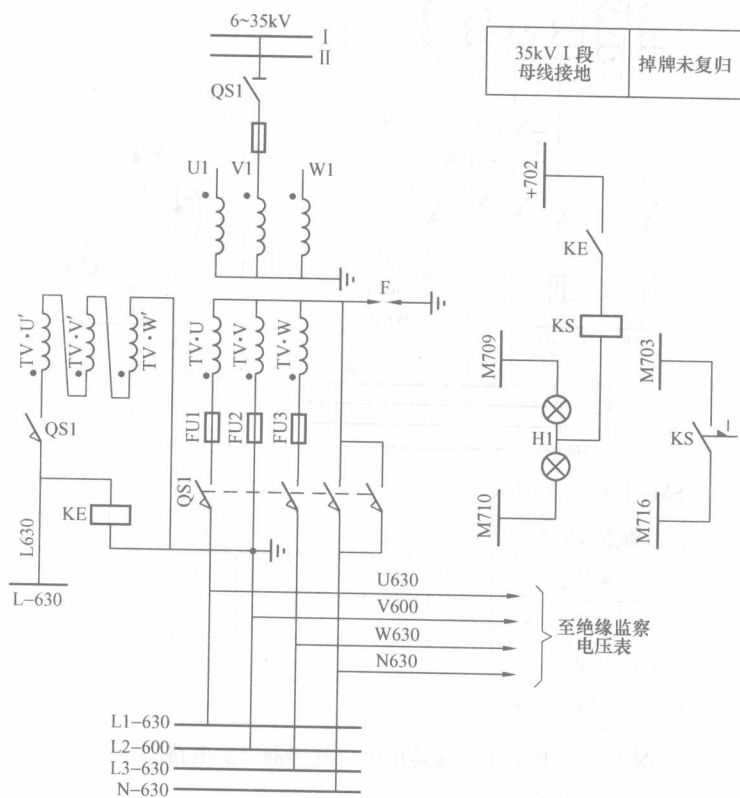 6~35kV
I
II
QS1
35kV I 段
母线接地
掉牌未复归
U1
V1
W1
+702
KE
F
KS
TV·U′
TV·V′
TV·W′
TV·U
TV·V
TV·W
M709
M703
QS1
FU1
FU2
FU3
H1
KS
QS1
KE
L630
M710
M716
L-630
U630
V600
W630
N630
至绝缘监察
电压表
L1-630
L2-600
L3-630
N-630